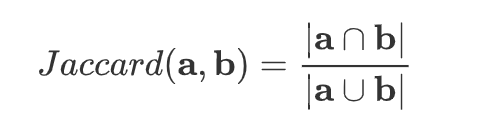 Jaccard(a, b) = |a ∩ b| / |a ∪ b|